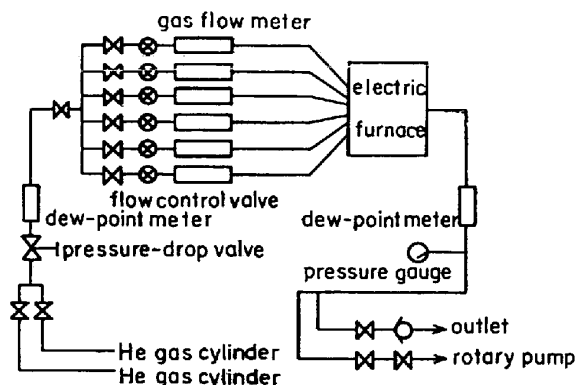 gas flow meter
electric
furnace
flow control valve
dew-point meter
pressure-drop valve
dew-point meter
pressure gauge
outlet
rotary pump
He gas cylinder
He gas cylinder